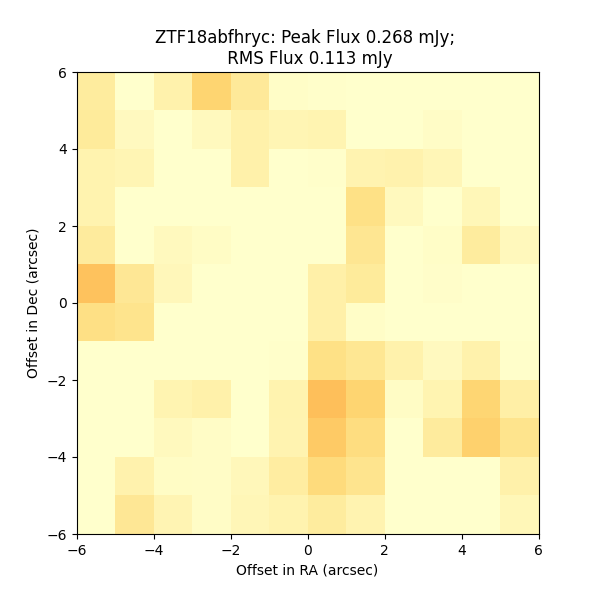 ZTF18abfhryc: Peak Flux 0.268 mJy;
RMS Flux 0.113 mJy
6
4
2
0
−2
−4
−6
Offset in Dec (arcsec)
−6 −4 −2 0 2 4 6
Offset in RA (arcsec)